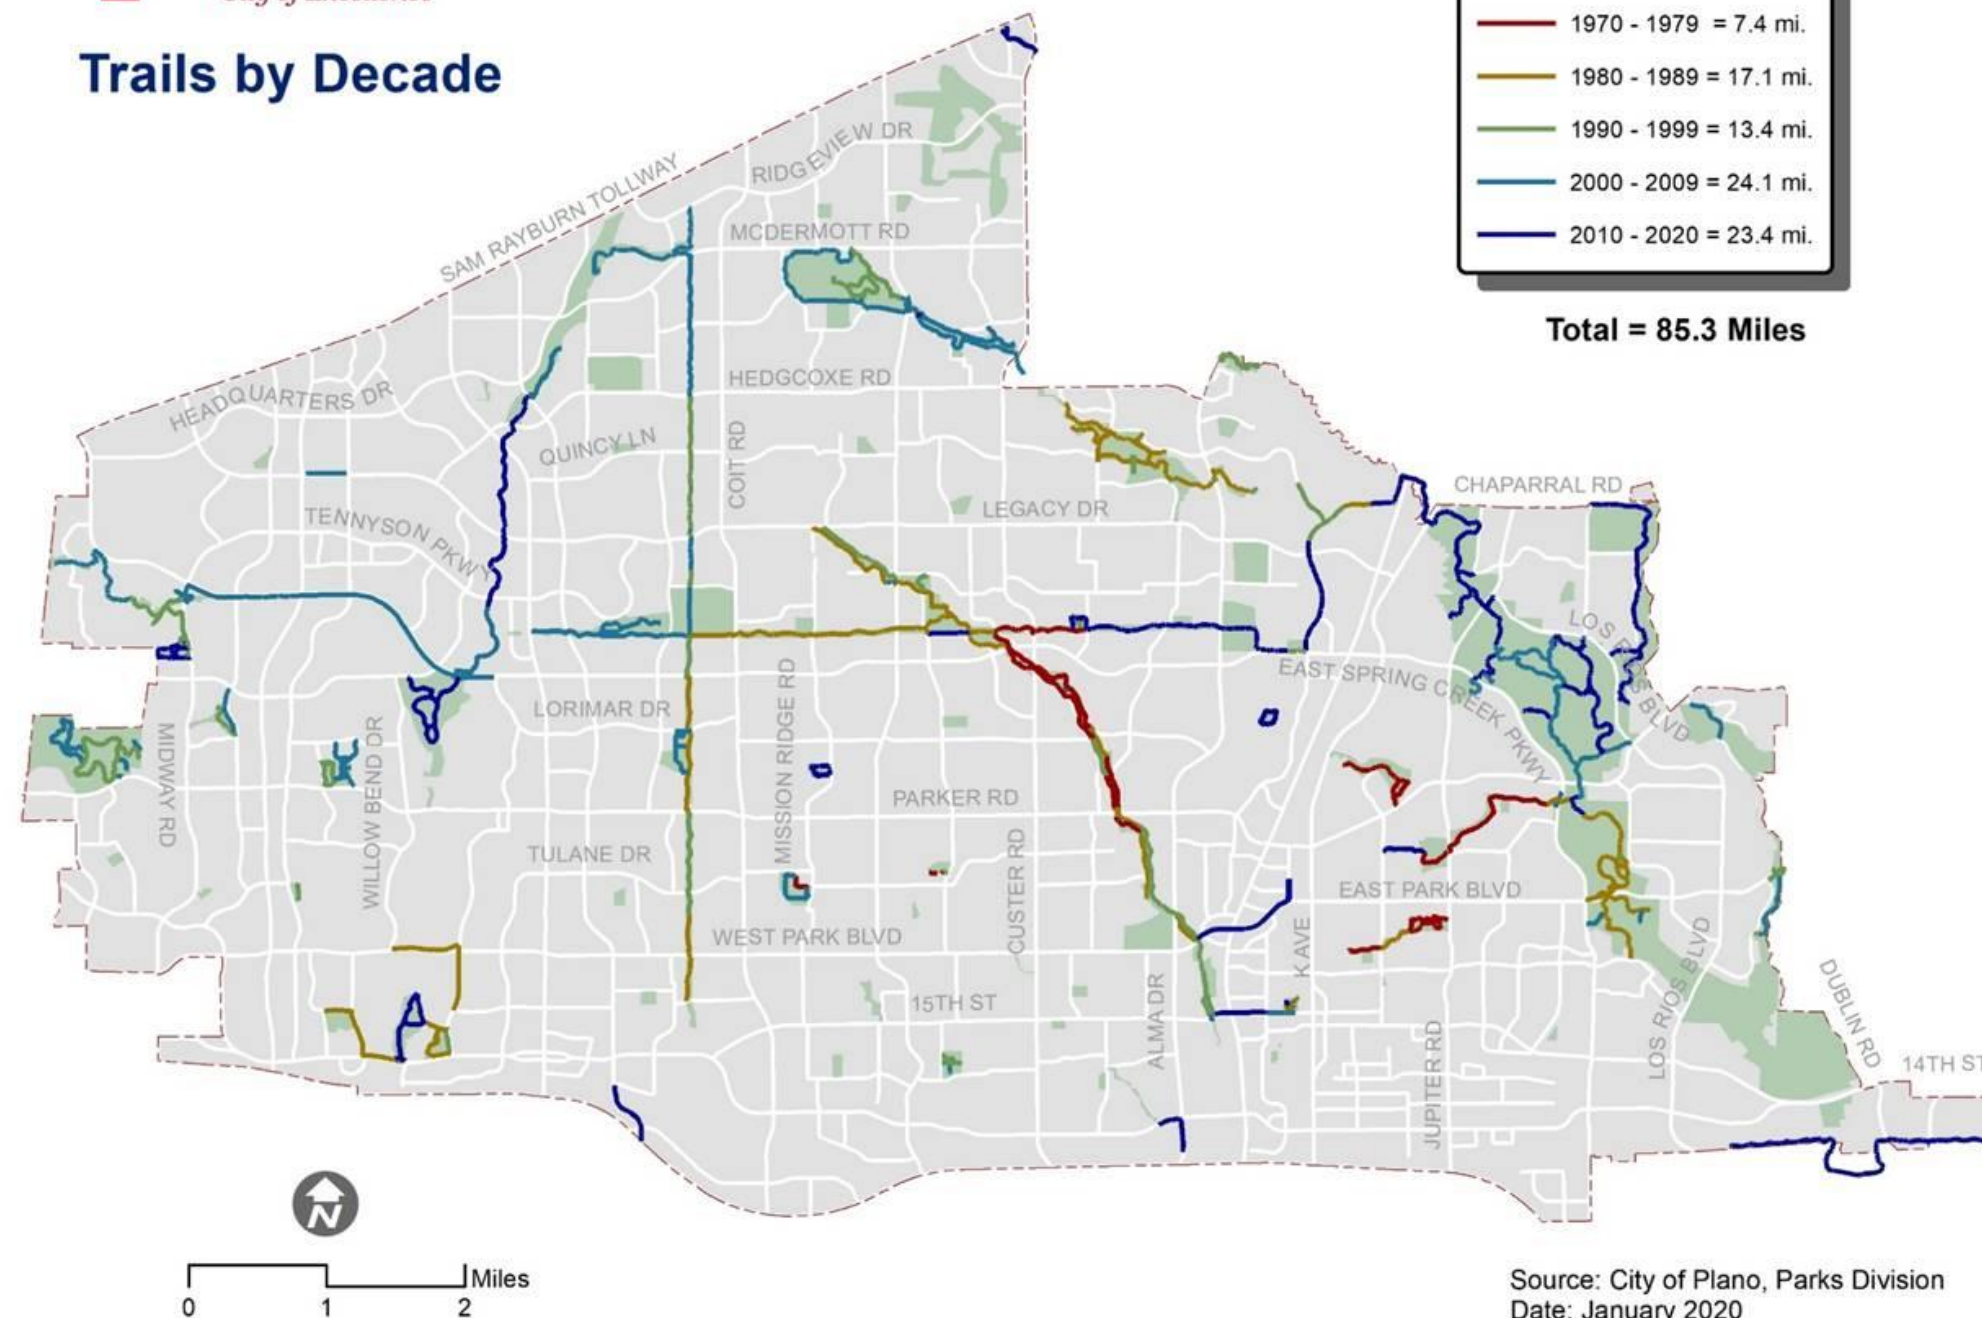 Trails by Decade
1970 - 1979 = 7.4 mi.
1980 - 1989 = 17.1 mi.
1990 - 1999 = 13.4 mi.
2000 - 2009 = 24.1 mi.
2010 - 2020 = 23.4 mi.
Total = 85.3 Miles
RIDGEVIEW DR
SAM RAYBURN TOLLWAY
MCDERMOTT RD
HEDGCOXE RD
HEADQUARTERS DR
QUINCY LN
COIT RD
CHAPARRAL RD
LEGACY DR
TENNYSON PKWY
LOS RIOS BLVD
EAST SPRING CREEK PKWY
LORIMAR DR
MISSION RIDGE RD
MIDWAY RD
WILLOW BEND DR
PARKER RD
TULANE DR
CUSTER RD
EAST PARK BLVD
WEST PARK BLVD
K AVE
15TH ST
ALMA DR
JUPITER RD
LOS RIOS BLVD
DUBLIN RD
14TH ST
N
Miles
0 1 2
Source: City of Plano, Parks Division
Date: January 2020